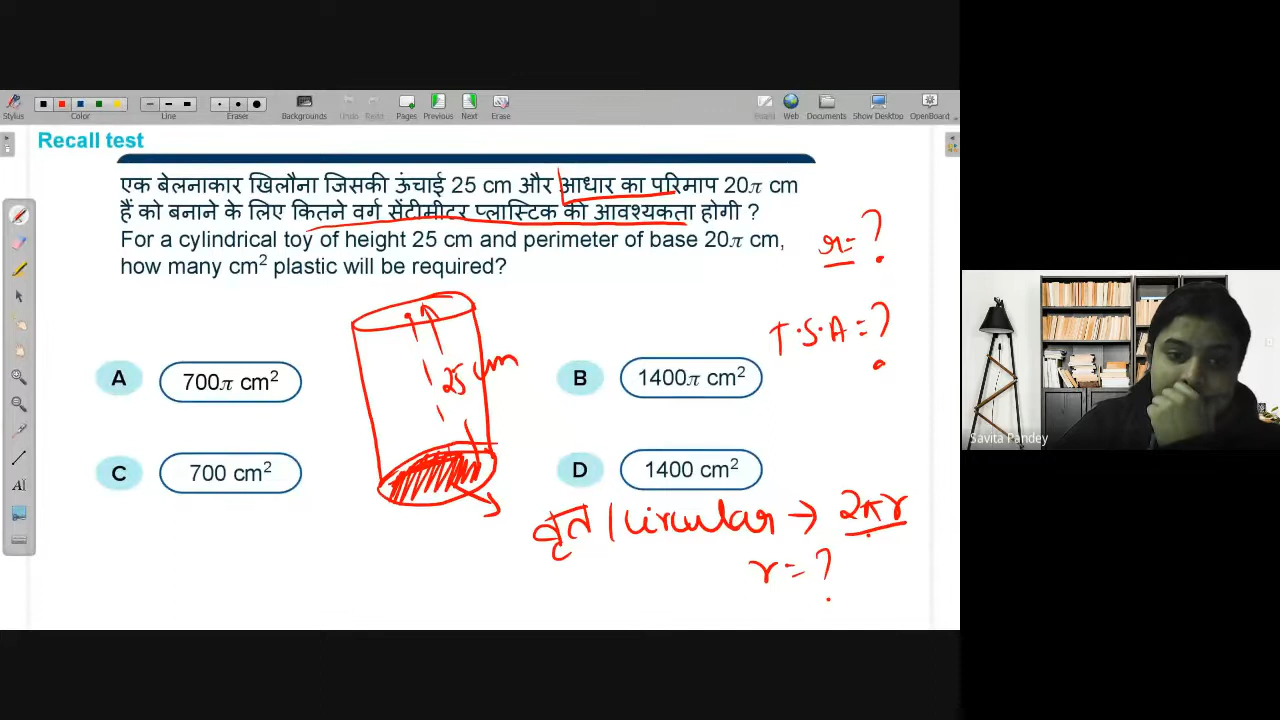 Stylus
Color
Line
Eraser
Backgrounds
Undo
Redo
Pages
Previous
Next
Erase
Board
Web
Documents
Show Desktop
OpenBoard
Recall test
एक बेलनाकार खिलौना जिसकी ऊंचाई 25 cm और आधार का परिमाप 20π cm
हैं को बनाने के लिए कितने वर्ग सेंटीमीटर प्लास्टिक की आवश्यकता होगी ?
For a cylindrical toy of height 25 cm and perimeter of base 20π cm,
how many cm² plastic will be required?
r=?
T.S.A=?
25 cm
A 700π cm²
B 1400π cm²
C 700 cm²
D 1400 cm²
वृत | Circular → 2πr
r=?
Savita Pandey